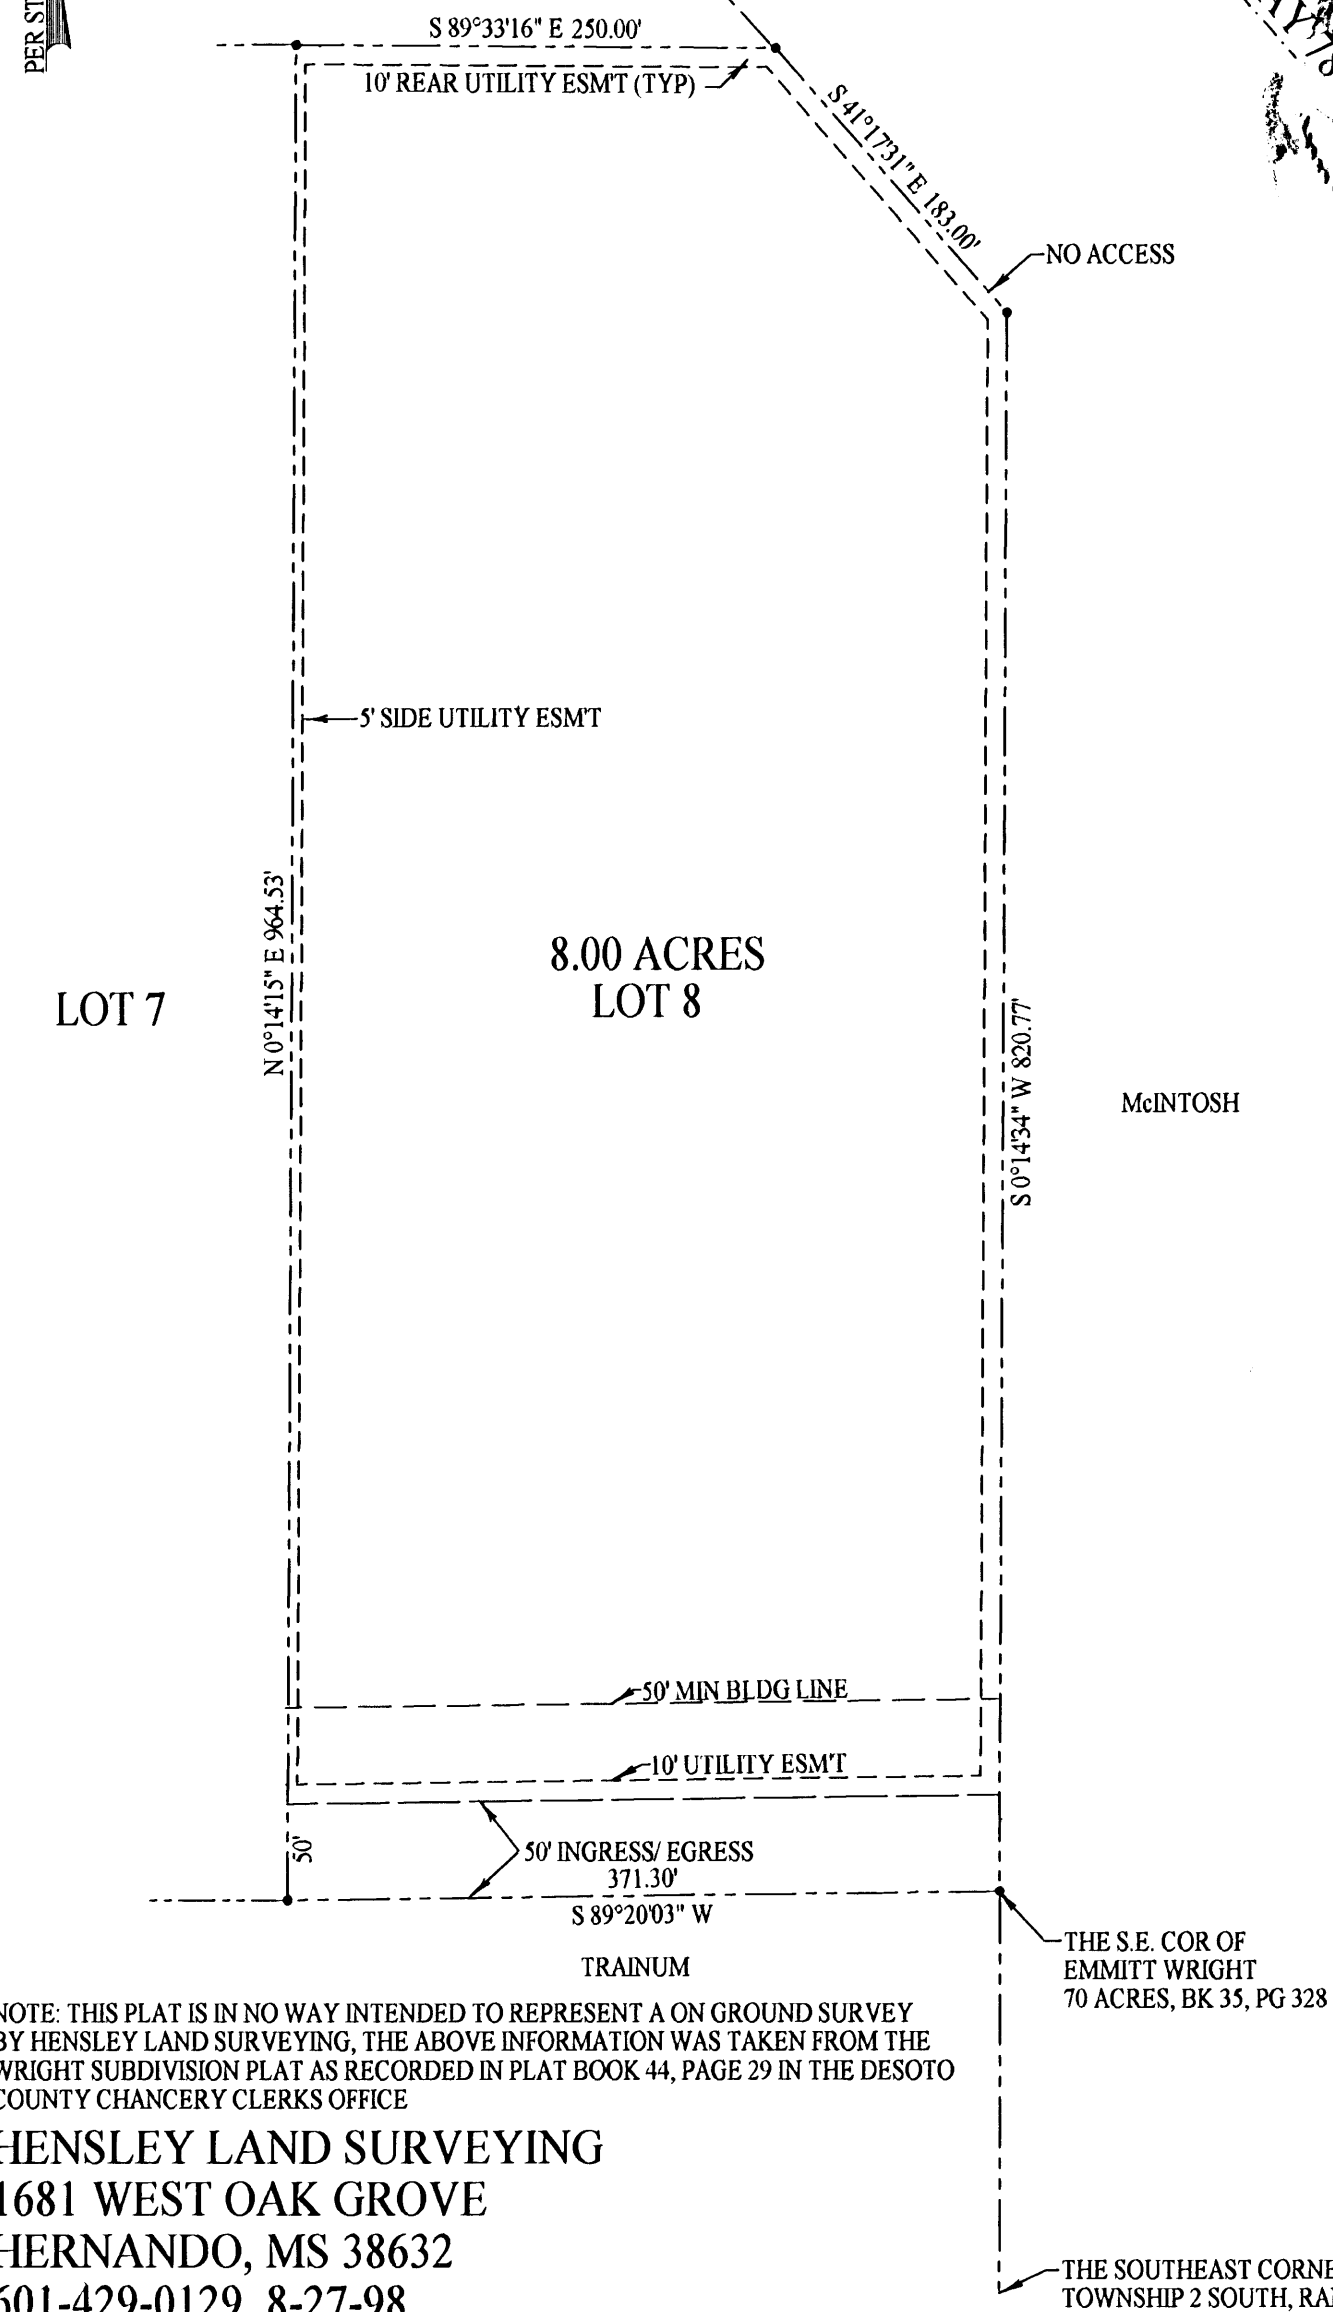 PER ST
S 89°33'16" E 250.00'
10' REAR UTILITY ESM'T (TYP)
S 41°17'31" E 183.00'
NO ACCESS
5' SIDE UTILITY ESM'T
N 0°14'15" E 964.53'
8.00 ACRES
LOT 8
LOT 7
S 0°14'34" W 820.77'
McINTOSH
50' MIN BLDG LINE
10' UTILITY ESM'T
50'
50' INGRESS/ EGRESS
371.30'
S 89°20'03" W
TRAINUM
THE S.E. COR OF
EMMITT WRIGHT
70 ACRES, BK 35, PG 328
NOTE: THIS PLAT IS IN NO WAY INTENDED TO REPRESENT A ON GROUND SURVEY
BY HENSLEY LAND SURVEYING, THE ABOVE INFORMATION WAS TAKEN FROM THE
WRIGHT SUBDIVISION PLAT AS RECORDED IN PLAT BOOK 44, PAGE 29 IN THE DESOTO
COUNTY CHANCERY CLERKS OFFICE
HENSLEY LAND SURVEYING
1681 WEST OAK GROVE
HERNANDO, MS 38632
601-429-0129 8-27-98
THE SOUTHEAST CORNE
TOWNSHIP 2 SOUTH, RA